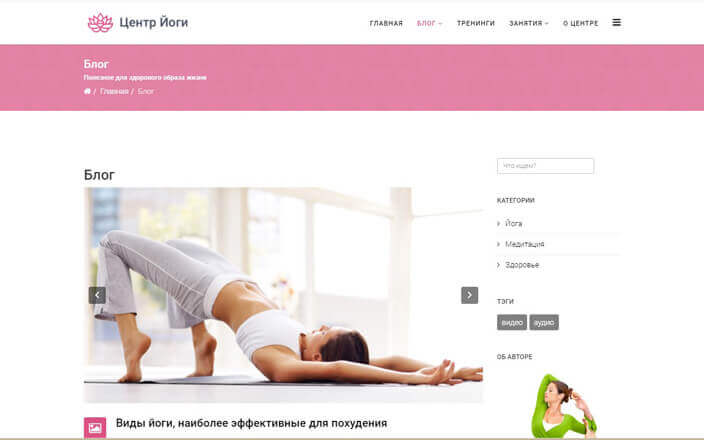 Центр Йоги
ГЛАВНАЯ БЛОГ ТРЕНИНГИ ЗАНЯТИЯ О ЦЕНТРЕ
Блог
Полезное для здорового образа жизни
/ Главная / Блог
Блог
Что ищем?
КАТЕГОРИИ
Йога
Медитация
Здоровье
ТЭГИ
видео аудио
ОБ АВТОРЕ
Виды йоги, наиболее эффективные для похудения